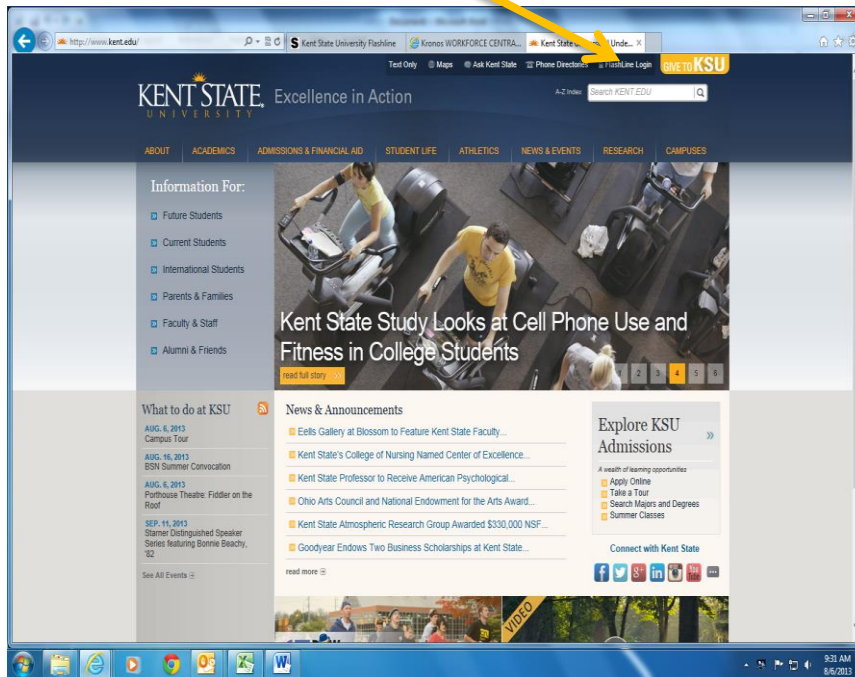 http://www.kent.edu/
Kent State University Flashline
Kronos WORKFORCE CENTRA...
Text Only
Maps
Ask Kent State
Phone Directories
FlashLine Login
GIVE TO KSU
KENT STATE
UNIVERSITY
Excellence in Action
A-Z Index
Search KENT.EDU
ABOUT
ACADEMICS
ADMISSIONS & FINANCIAL AID
STUDENT LIFE
ATHLETICS
NEWS & EVENTS
RESEARCH
CAMPUSES
Information For:
Future Students
Current Students
International Students
Parents & Families
Faculty & Staff
Alumni & Friends
Kent State Study Looks at Cell Phone Use and
Fitness in College Students
read full story
1 2 3 4 5 6
What to do at KSU
AUG. 6, 2013
Campus Tour
AUG. 16, 2013
BSN Summer Convocation
AUG. 6, 2013
Porthouse Theatre: Fiddler on the
Roof
SEP. 11, 2013
Starner Distinguished Speaker
Series featuring Bonnie Beachy,
'82
See All Events
News & Announcements
Eells Gallery at Blossom to Feature Kent State Faculty...
Kent State's College of Nursing Named Center of Excellence...
Kent State Professor to Receive American Psychological...
Ohio Arts Council and National Endowment for the Arts Award...
Kent State Atmospheric Research Group Awarded $330,000 NSF...
Goodyear Endows Two Business Scholarships at Kent State...
read more
Explore KSU
Admissions
A wealth of learning opportunities
Apply Online
Take a Tour
Search Majors and Degrees
Summer Classes
Connect with Kent State
VIDEO
9:31 AM
8/6/2013